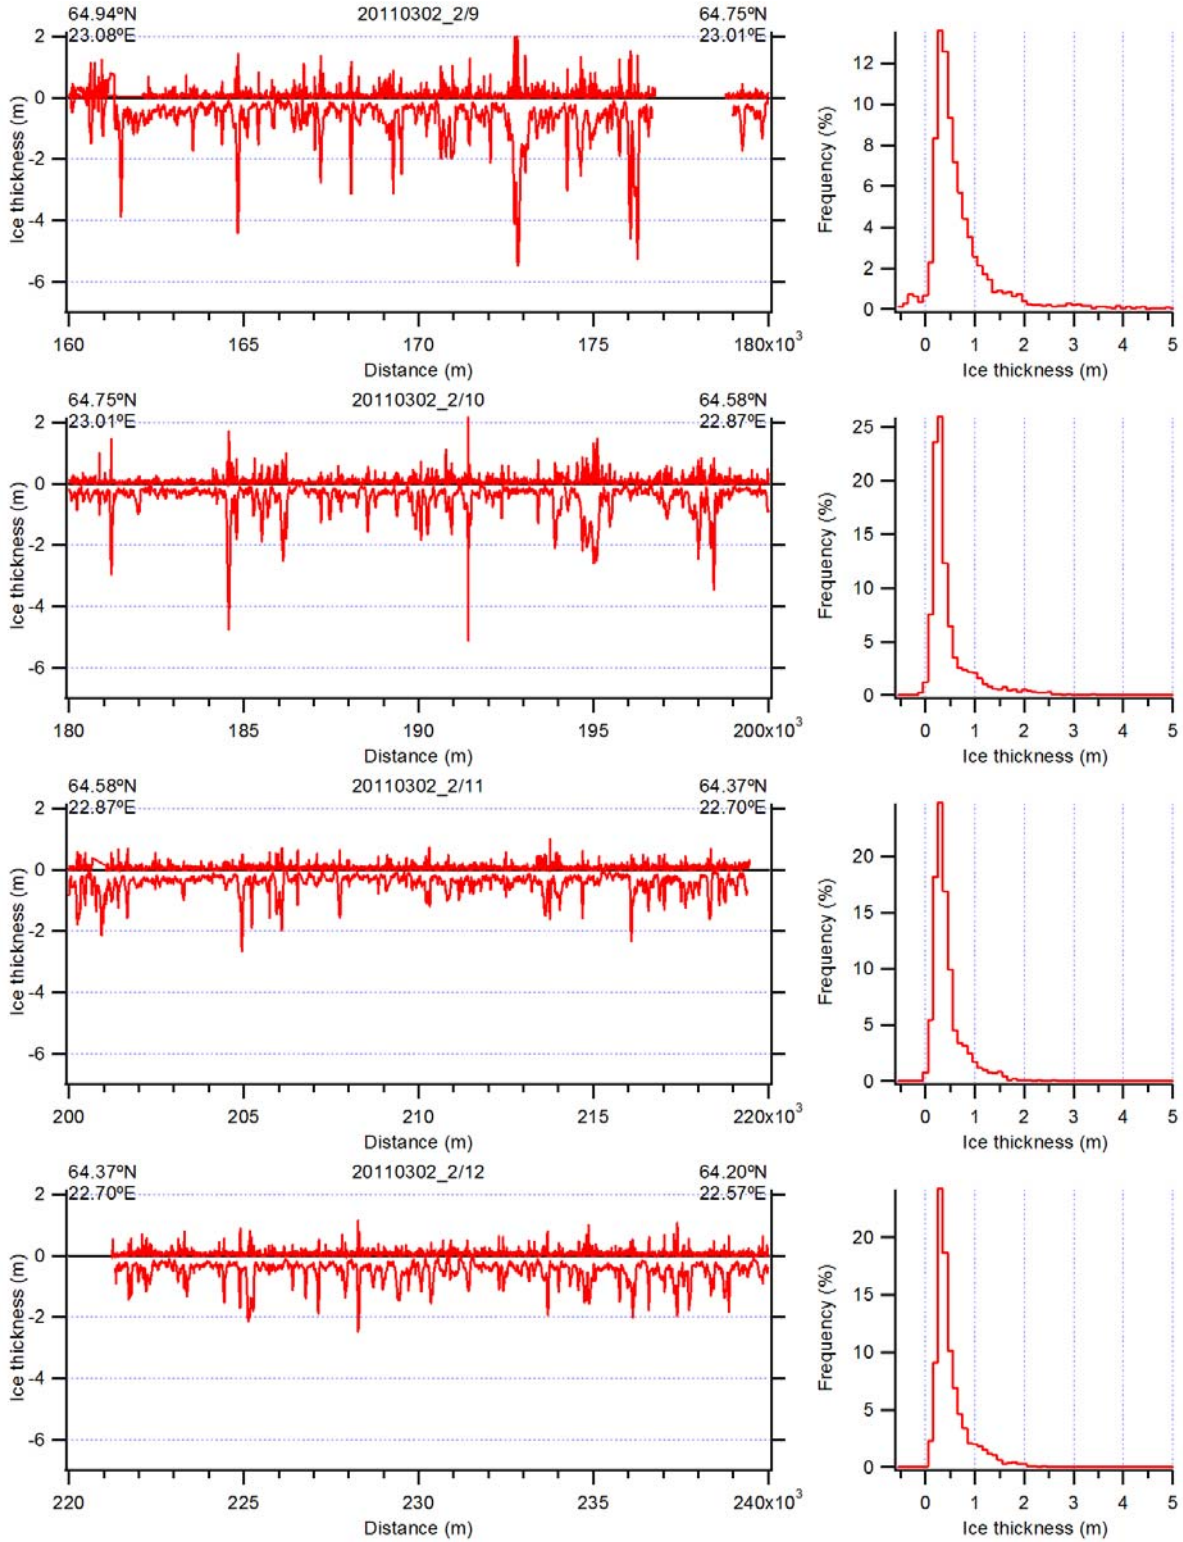 64.94ºN 20110302_2/9 64.75ºN
23.08ºE 23.01ºE
Ice thickness (m)
2
0
-2
-4
-6
160 165 170 175 180x10³
Distance (m)
Frequency (%)
12
10
8
6
4
2
0
0 1 2 3 4 5
Ice thickness (m)
64.75ºN 20110302_2/10 64.58ºN
23.01ºE 22.87ºE
Ice thickness (m)
2
0
-2
-4
-6
180 185 190 195 200x10³
Distance (m)
Frequency (%)
25
20
15
10
5
0
0 1 2 3 4 5
Ice thickness (m)
64.58ºN 20110302_2/11 64.37ºN
22.87ºE 22.70ºE
Ice thickness (m)
2
0
-2
-4
-6
200 205 210 215 220x10³
Distance (m)
Frequency (%)
20
15
10
5
0
0 1 2 3 4 5
Ice thickness (m)
64.37ºN 20110302_2/12 64.20ºN
22.70ºE 22.57ºE
Ice thickness (m)
2
0
-2
-4
-6
220 225 230 235 240x10³
Distance (m)
Frequency (%)
20
15
10
5
0
0 1 2 3 4 5
Ice thickness (m)